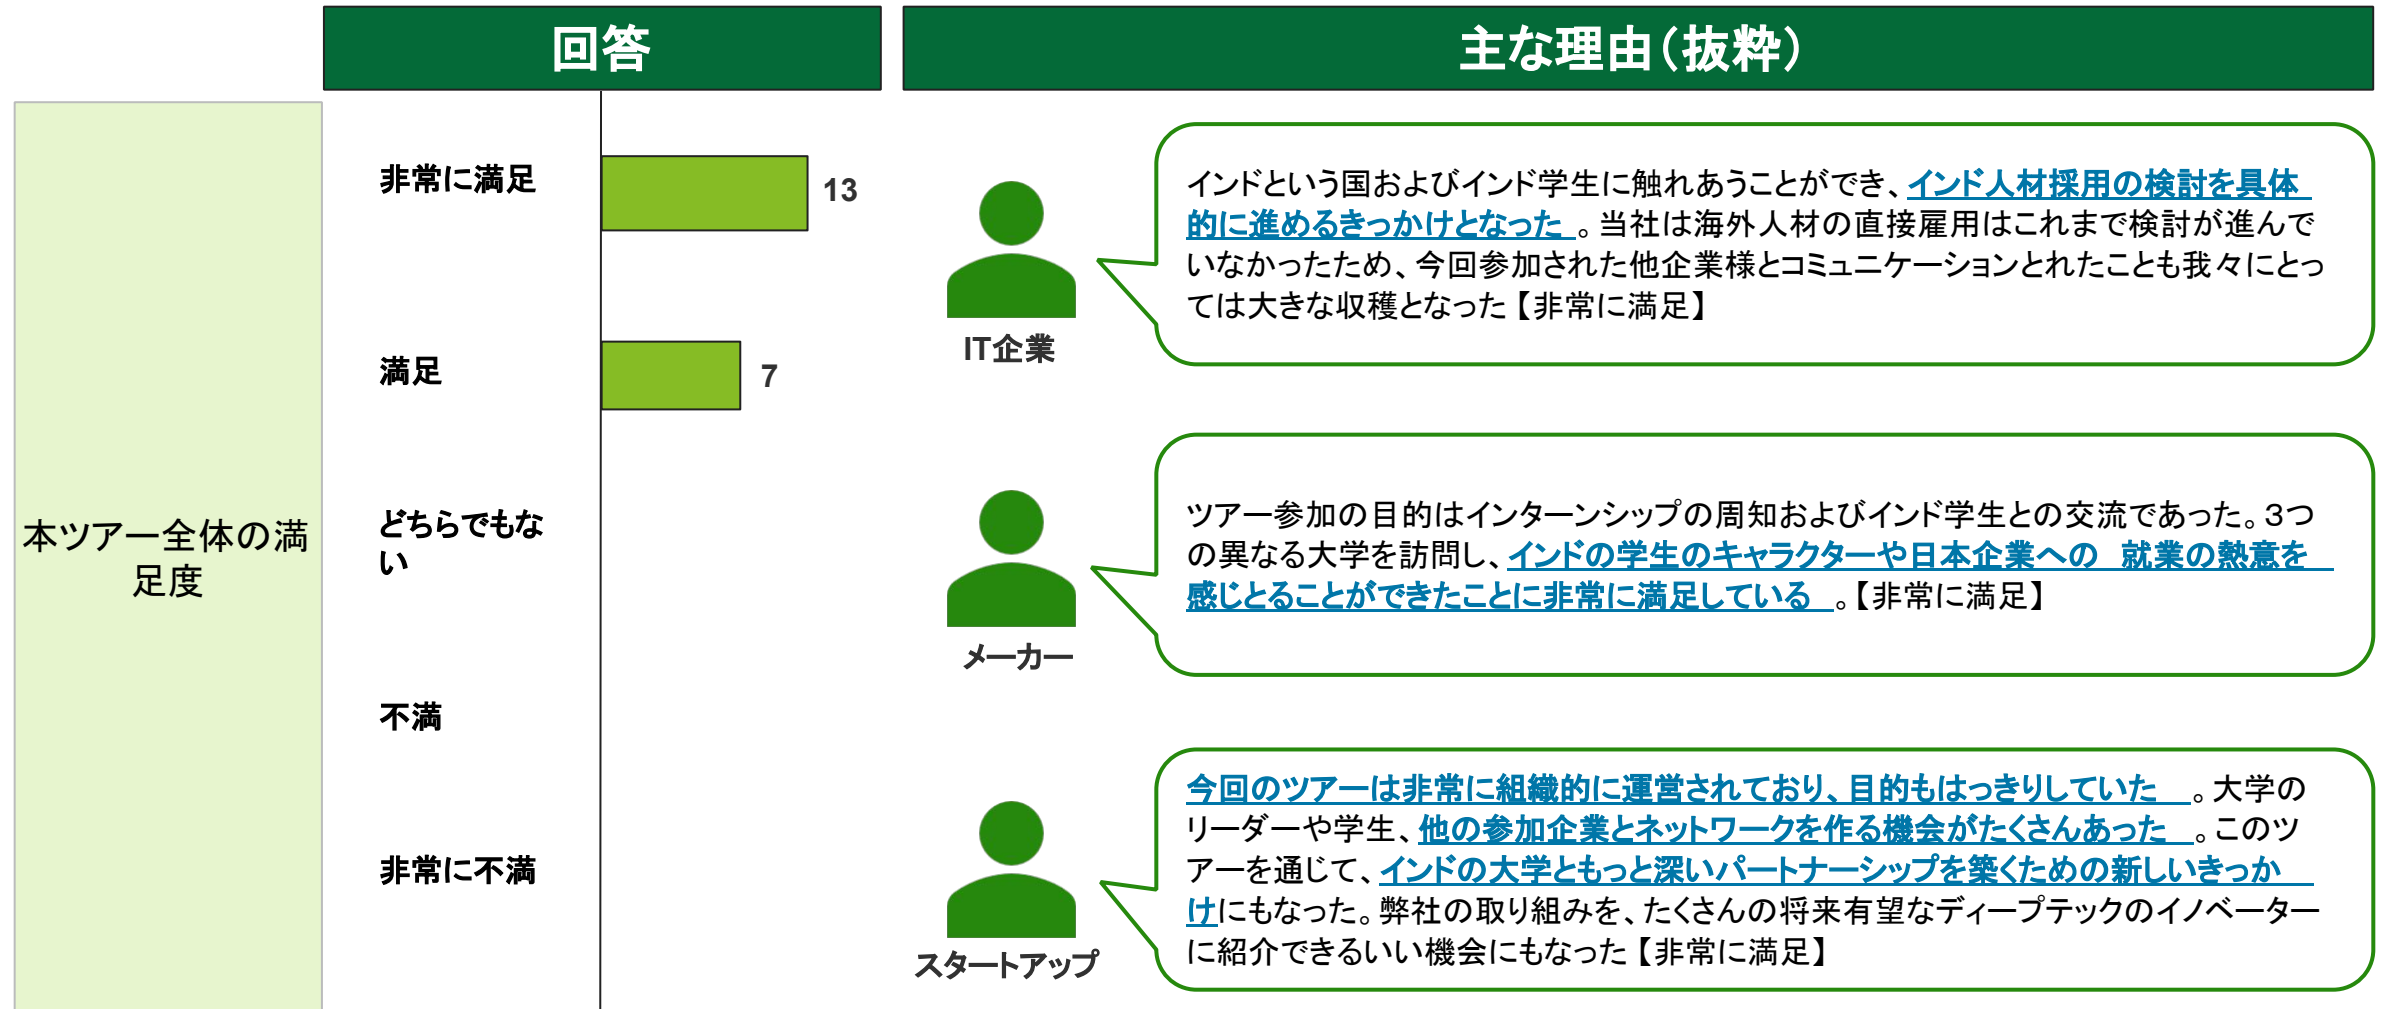 回答
主な理由（抜粋）
本ツアー全体の満
足度
非常に満足
13
満足
7
どちらでもな
い
不満
非常に不満
インドという国およびインド学生に触れあうことができ、インド人材採用の検討を具体
的に進めるきっかけとなった 。当社は海外人材の直接雇用はこれまで検討が進んで
いなかったため、今回参加された他企業様とコミュニケーションとれたことも我々にとっ
ては大きな収穫となった【非常に満足】
IT企業
ツアー参加の目的はインターンシップの周知およびインド学生との交流であった。３つ
の異なる大学を訪問し、インドの学生のキャラクターや日本企業への 就業の熱意を
感じとることができたことに非常に満足している 。【非常に満足】
メーカー
今回のツアーは非常に組織的に運営されており、目的もはっきりしていた 。大学の
リーダーや学生、他の参加企業とネットワークを作る機会がたくさんあった 。このツ
アーを通じて、インドの大学ともっと深いパートナーシップを築くための新しいきっか
けにもなった。弊社の取り組みを、たくさんの将来有望なディープテックのイノベーター
に紹介できるいい機会にもなった【非常に満足】
スタートアップ